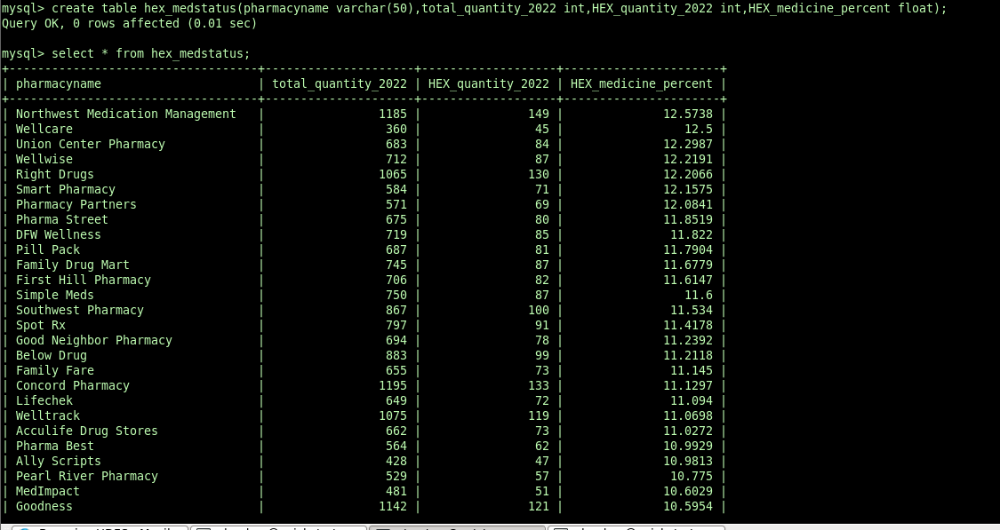 mysql> create table hex_medstatus(pharmacyname varchar(50),total_quantity_2022 int,HEX_quantity_2022 int,HEX_medicine_percent float);
Query OK, 0 rows affected (0.01 sec)
mysql> select * from hex_medstatus;
+-----------------------------------+---------------------+-------------------+----------------------+
| pharmacyname                      | total_quantity_2022 | HEX_quantity_2022 | HEX_medicine_percent |
+-----------------------------------+---------------------+-------------------+----------------------+
| Northwest Medication Management   |                1185 |               149 |              12.5738 |
| Wellcare                          |                 360 |                45 |                 12.5 |
| Union Center Pharmacy             |                 683 |                84 |              12.2987 |
| Wellwise                          |                 712 |                87 |              12.2191 |
| Right Drugs                       |                1065 |               130 |              12.2066 |
| Smart Pharmacy                    |                 584 |                71 |              12.1575 |
| Pharmacy Partners                 |                 571 |                69 |              12.0841 |
| Pharma Street                     |                 675 |                80 |              11.8519 |
| DFW Wellness                      |                 719 |                85 |               11.822 |
| Pill Pack                         |                 687 |                81 |              11.7904 |
| Family Drug Mart                  |                 745 |                87 |              11.6779 |
| First Hill Pharmacy               |                 706 |                82 |              11.6147 |
| Simple Meds                       |                 750 |                87 |                 11.6 |
| Southwest Pharmacy                |                 867 |               100 |               11.534 |
| Spot Rx                           |                 797 |                91 |              11.4178 |
| Good Neighbor Pharmacy            |                 694 |                78 |              11.2392 |
| Below Drug                        |                 883 |                99 |              11.2118 |
| Family Fare                       |                 655 |                73 |               11.145 |
| Concord Pharmacy                  |                1195 |               133 |              11.1297 |
| Lifechek                          |                 649 |                72 |               11.094 |
| Welltrack                         |                1075 |               119 |              11.0698 |
| Acculife Drug Stores              |                 662 |                73 |              11.0272 |
| Pharma Best                       |                 564 |                62 |              10.9929 |
| Ally Scripts                      |                 428 |                47 |              10.9813 |
| Pearl River Pharmacy              |                 529 |                57 |               10.775 |
| MedImpact                         |                 481 |                51 |              10.6029 |
| Goodness                          |                1142 |               121 |              10.5954 |